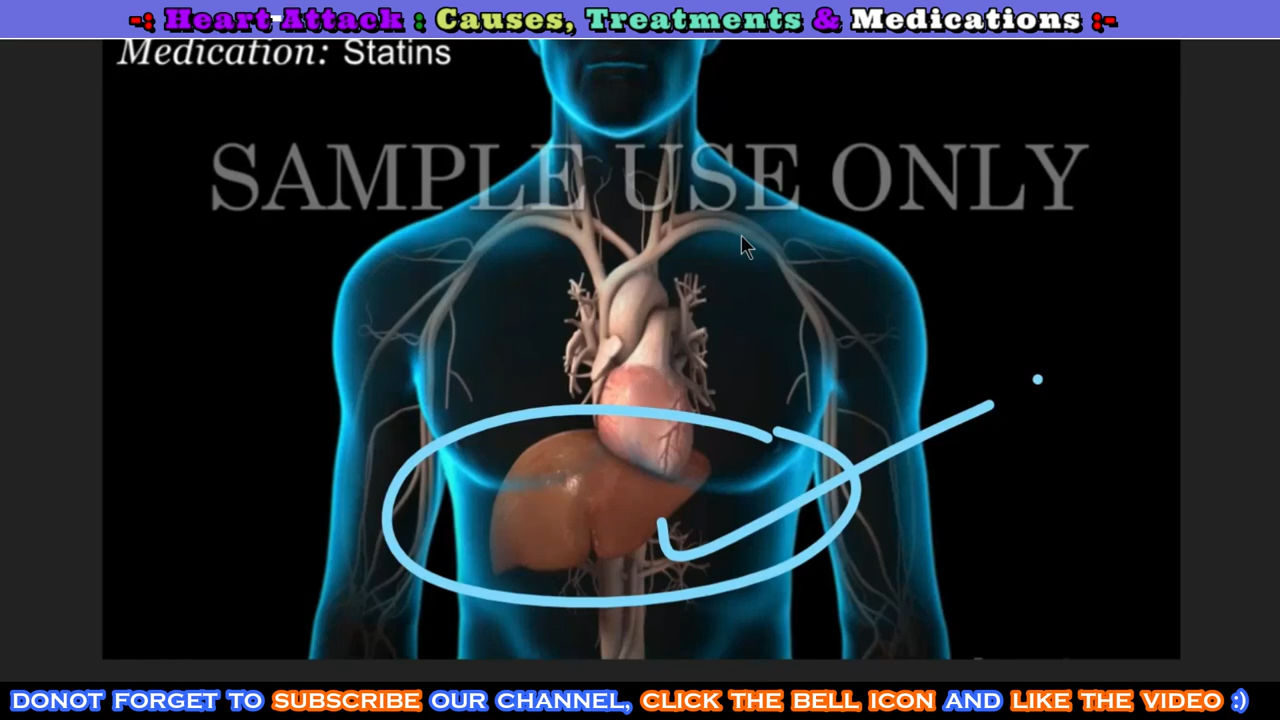 -: Heart Attack : Causes, Treatments & Medications :-
Medication: Statins
SAMPLE USE ONLY
DONOT FORGET TO SUBSCRIBE OUR CHANNEL, CLICK THE BELL ICON AND LIKE THE VIDEO :)